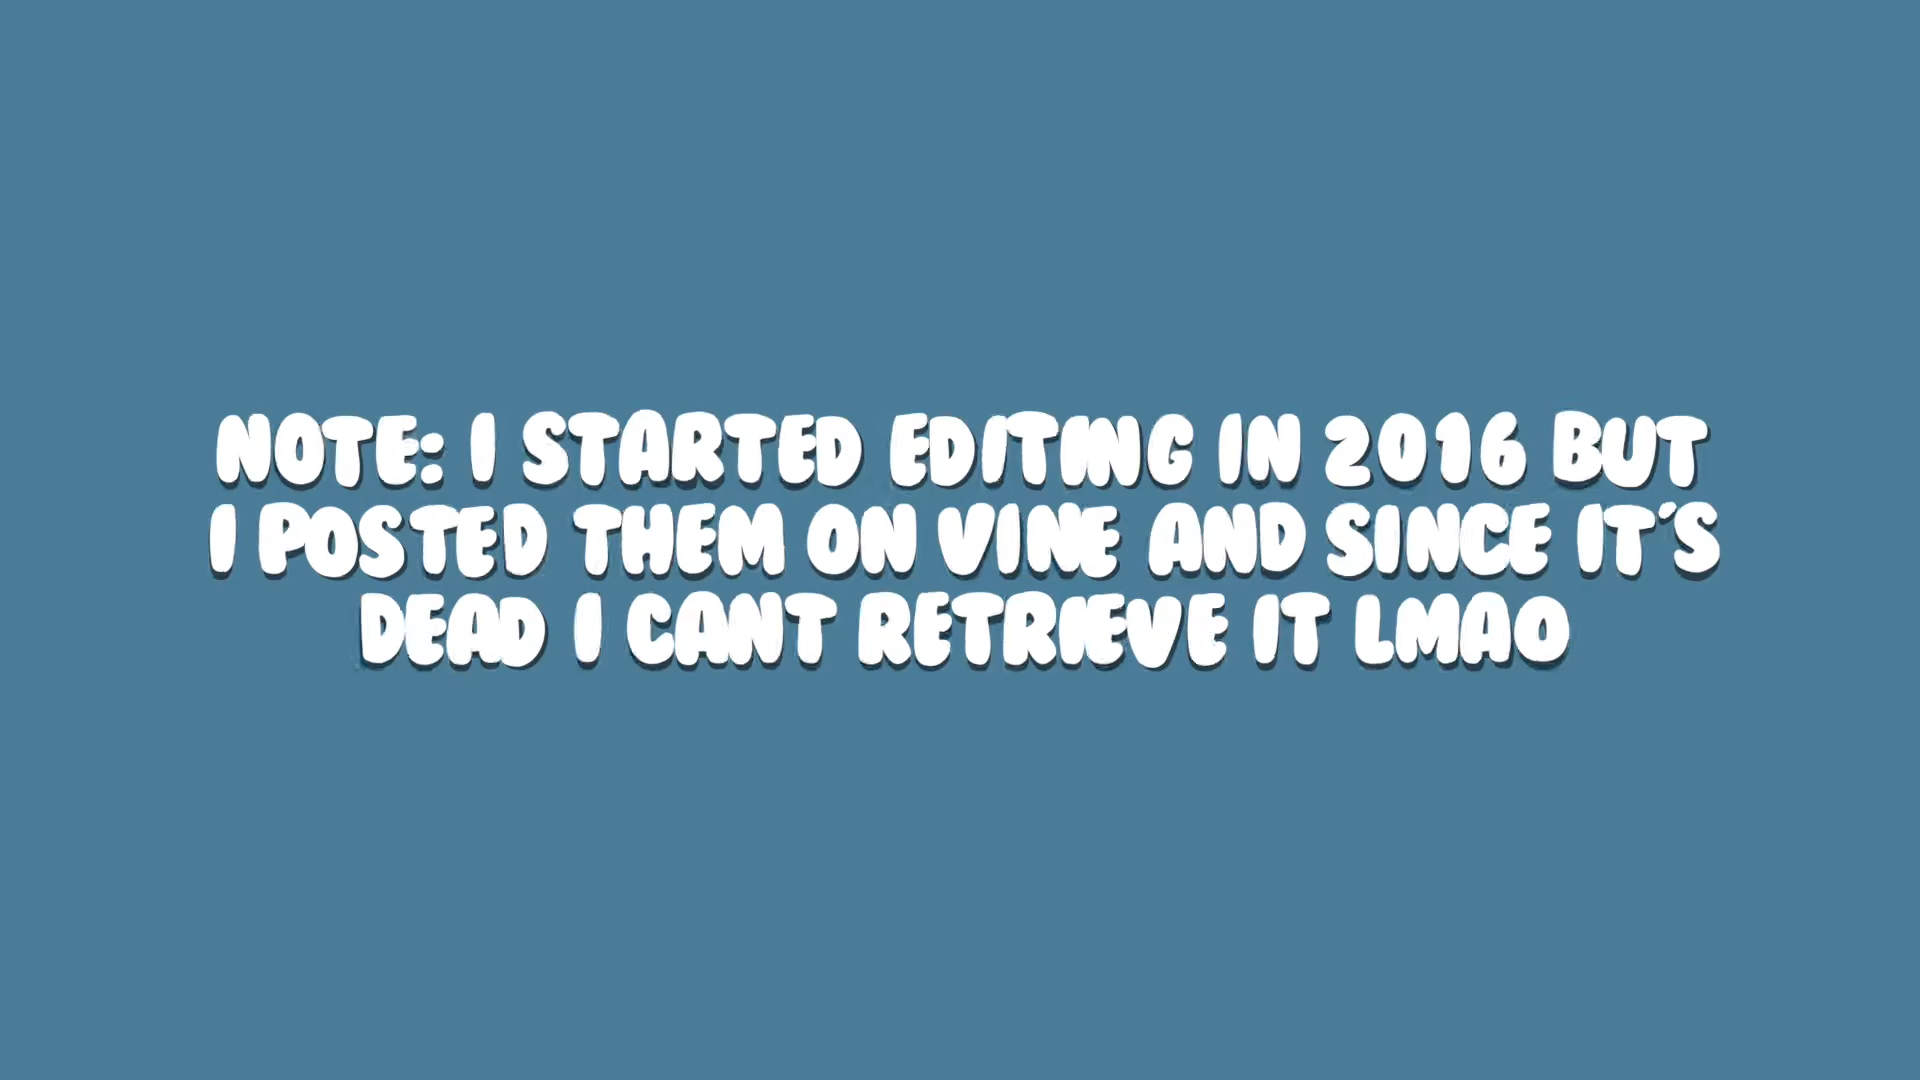 NOTE: I STARTED EDITING IN 2016 BUT
I POSTED THEM ON VINE AND SINCE IT'S
DEAD I CANT RETRIEVE IT LMAO